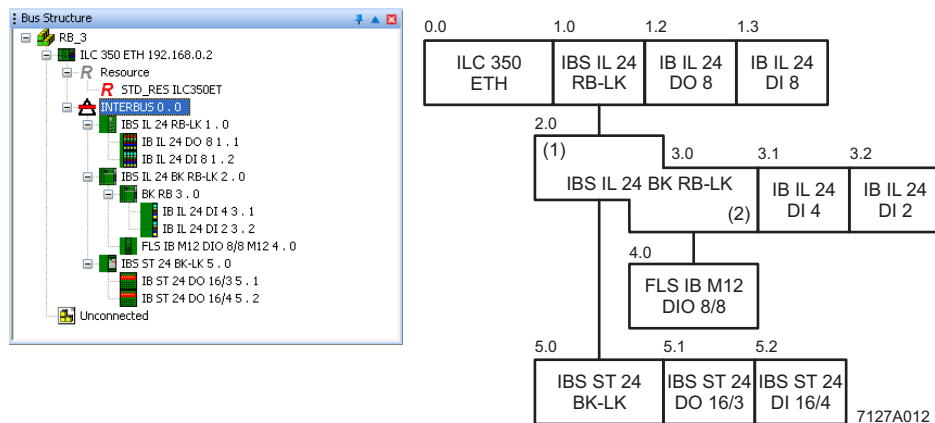 Bus Structure
RB_3
ILC 350 ETH 192.168.0.2
Resource
STD_RES ILC350ET
INTERBUS 0 . 0
IBS IL 24 RB-LK 1 . 0
IB IL 24 DO 8 1 . 1
IB IL 24 DI 8 1 . 2
IBS IL 24 BK RB-LK 2 . 0
BK RB 3 . 0
IB IL 24 DI 4 3 . 1
IB IL 24 DI 2 3 . 2
FLS IB M12 DIO 8/8 M12 4 . 0
IBS ST 24 BK-LK 5 . 0
IB ST 24 DO 16/3 5 . 1
IB ST 24 DO 16/4 5 . 2
Unconnected
0.0
1.0
1.2
1.3
ILC 350
ETH
IBS IL 24
RB-LK
IB IL 24
DO 8
IB IL 24
DI 8
2.0
(1)
3.0
3.1
3.2
IBS IL 24 BK RB-LK
(2)
IB IL 24
DI 4
IB IL 24
DI 2
4.0
FLS IB M12
DIO 8/8
5.0
5.1
5.2
IBS ST 24
BK-LK
IBS ST 24
DO 16/3
IBS ST 24
DI 16/4
7127A012